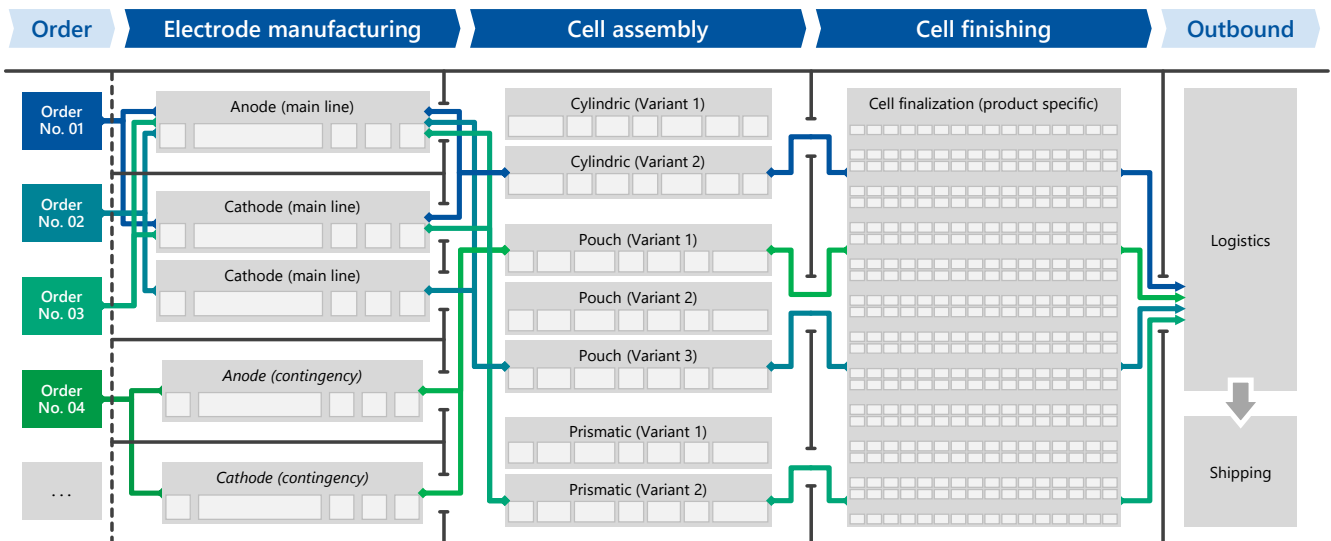 Order
Electrode manufacturing
Cell assembly
Cell finishing
Outbound
Order
No. 01
Order
No. 02
Order
No. 03
Order
No. 04
...
Anode (main line)
Cathode (main line)
Cathode (main line)
Anode (contingency)
Cathode (contingency)
Cylindric (Variant 1)
Cylindric (Variant 2)
Pouch (Variant 1)
Pouch (Variant 2)
Pouch (Variant 3)
Prismatic (Variant 1)
Prismatic (Variant 2)
Cell finalization (product specific)
Logistics
Shipping